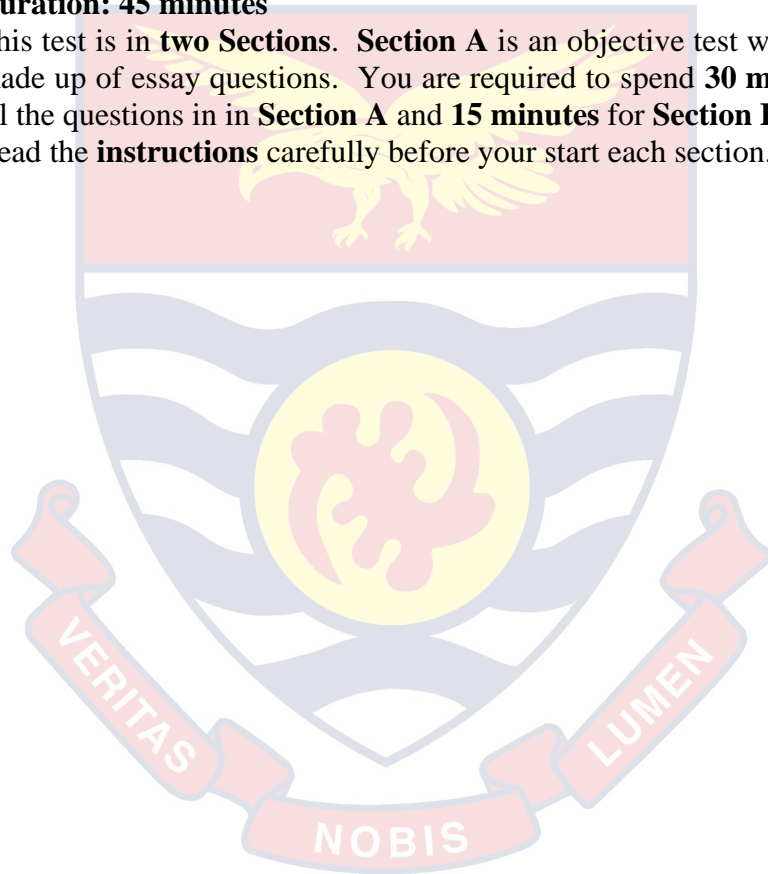 uration: 45 minutes
his test is in two Sections. Section A is an objective test w
ade up of essay questions. You are required to spend 30 m
l the questions in in Section A and 15 minutes for Section
ead the instructions carefully before your start each section.
VERITAS
NOBIS
LUMEN